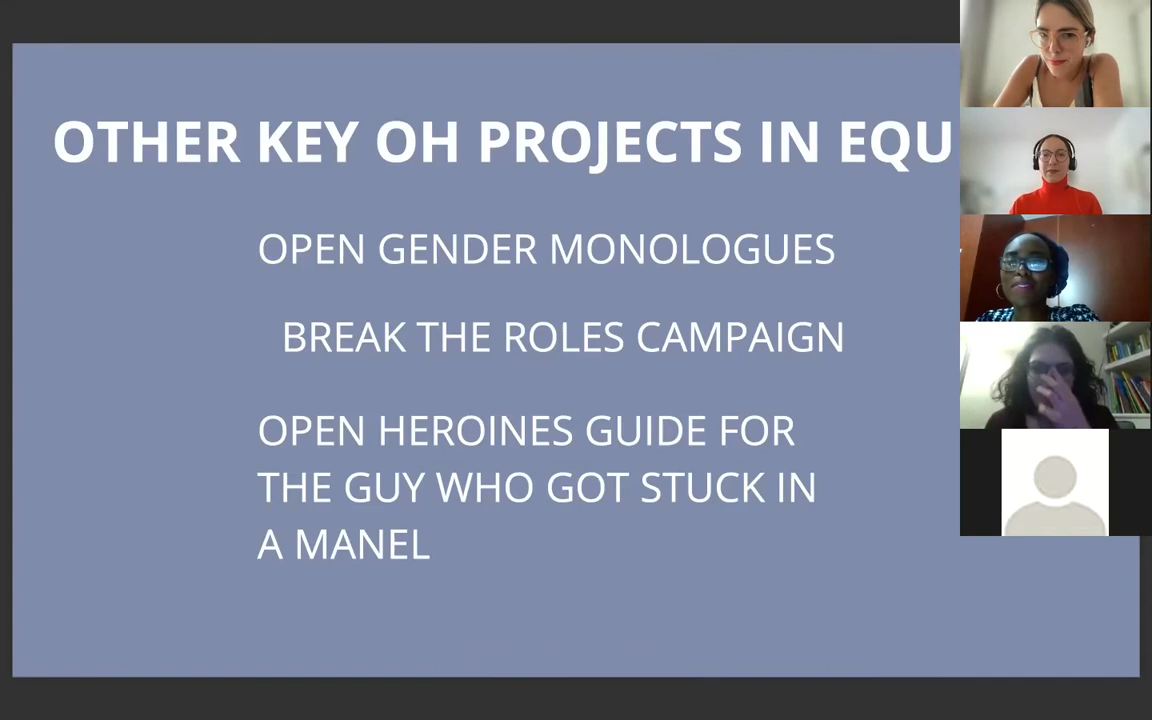 OTHER KEY OH PROJECTS IN EQU
OPEN GENDER MONOLOGUES
BREAK THE ROLES CAMPAIGN
OPEN HEROINES GUIDE FOR
THE GUY WHO GOT STUCK IN
A MANEL